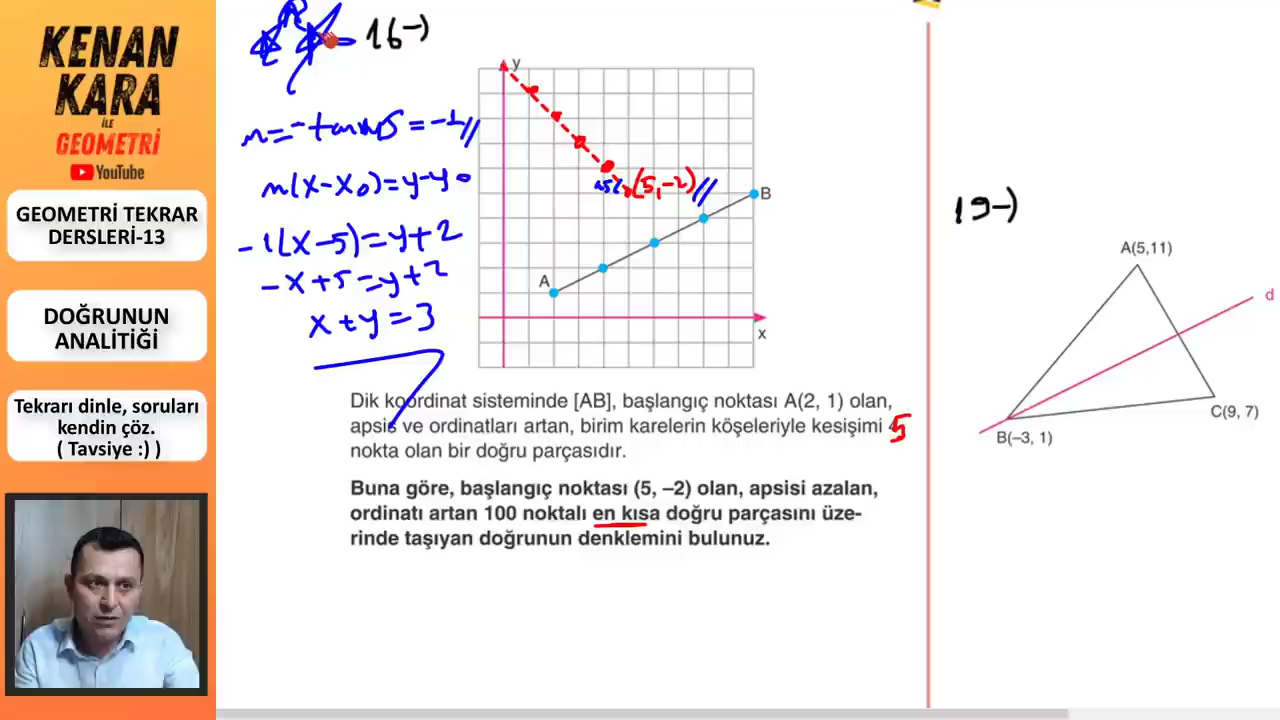 KENAN
KARA
İLE
GEOMETRİ
YouTube
GEOMETRİ TEKRAR
DERSLERİ-13
DOĞRUNUN
ANALİTİĞİ
Tekrarı dinle, soruları
kendin çöz.
( Tavsiye :) )
16-)
m=-tan45=-1//
m(x-x0)=y-y0
-1(x-5)=y+2
-x+5=y+2
x+y=3
y
(5,-2)//
B
A
x
Dik koordinat sisteminde [AB], başlangıç noktası A(2, 1) olan,
apsis ve ordinatları artan, birim karelerin köşeleriyle kesişimi 5
nokta olan bir doğru parçasıdır.
Buna göre, başlangıç noktası (5, –2) olan, apsisi azalan,
ordinatı artan 100 noktalı en kısa doğru parçasını üze-
rinde taşıyan doğrunun denklemini bulunuz.
19-)
A(5,11)
d
C(9, 7)
B(–3, 1)